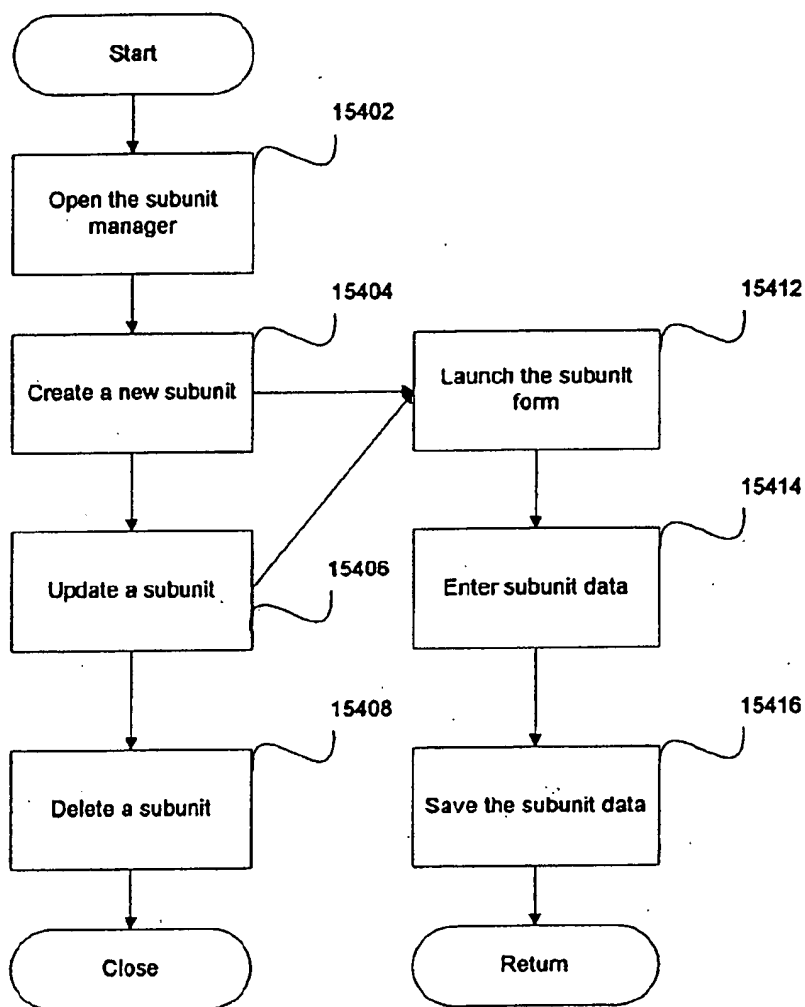 Start
15402
Open the subunit
manager
15404
Create a new subunit
15412
Launch the subunit
form
Update a subunit
15406
15414
Enter subunit data
15408
Delete a subunit
15416
Save the subunit data
Close
Return